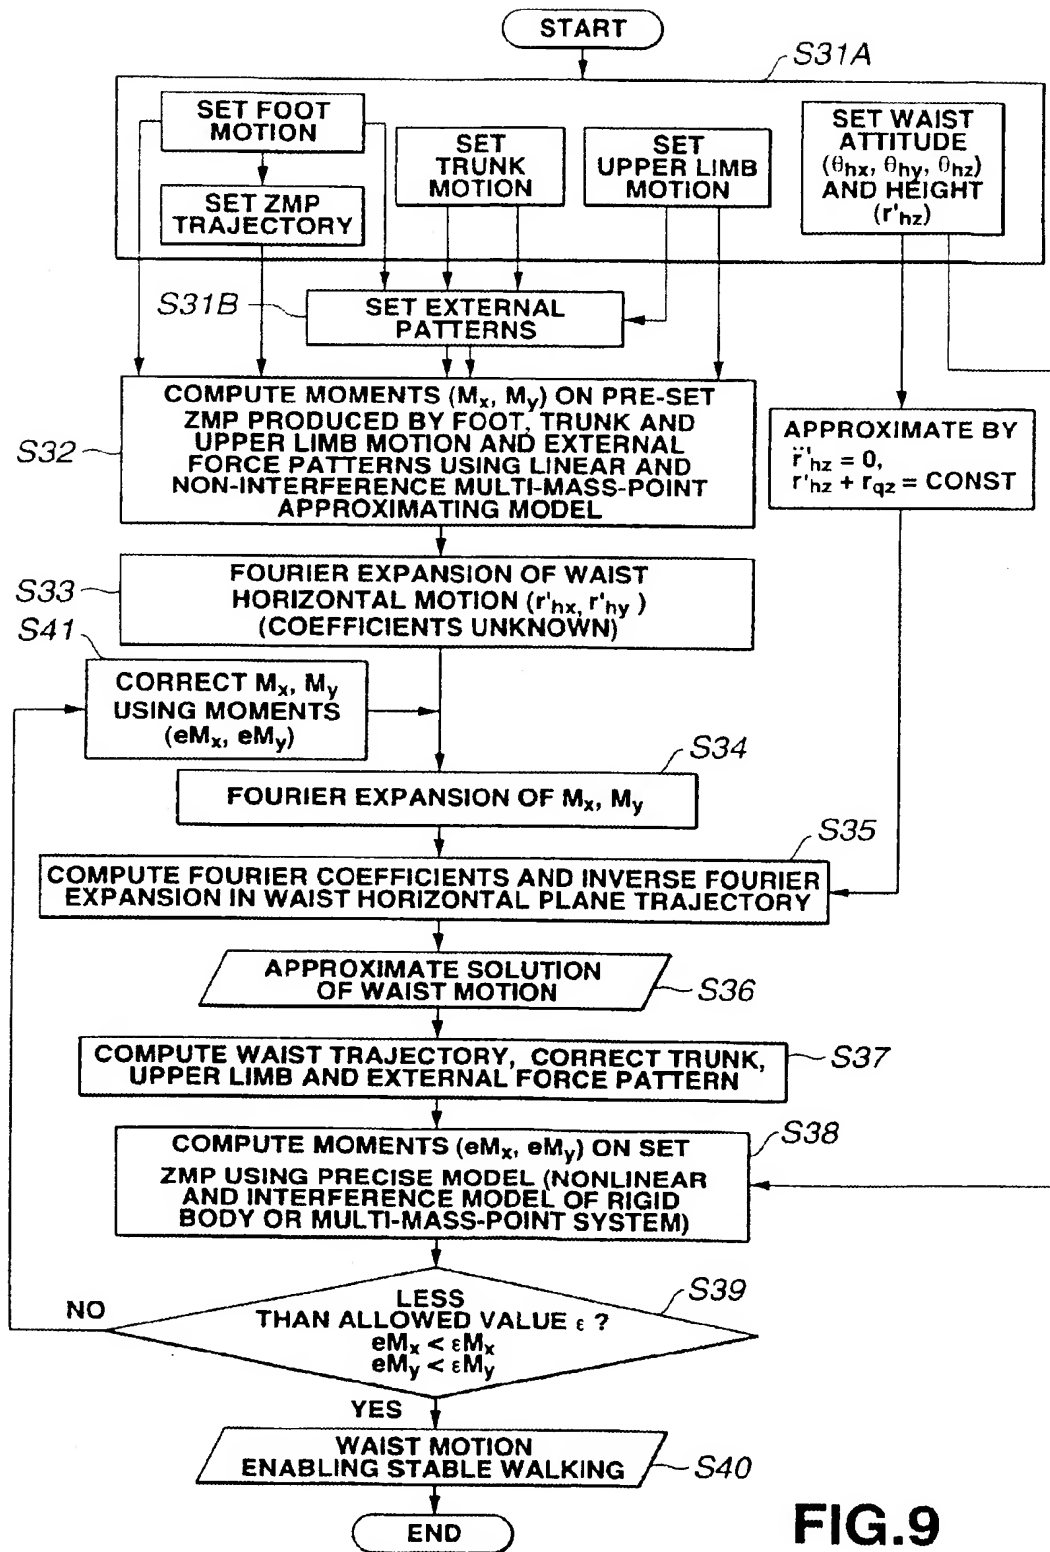 START
S31A
SET FOOT
MOTION
SET ZMP
TRAJECTORY
SET
TRUNK
MOTION
SET
UPPER LIMB
MOTION
SET WAIST
ATTITUDE
(θhx, θhy, θhz)
AND HEIGHT
(r'hz)
S31B
SET EXTERNAL
PATTERNS
S32
COMPUTE MOMENTS (Mx, My) ON PRE-SET
ZMP PRODUCED BY FOOT, TRUNK AND
UPPER LIMB MOTION AND EXTERNAL
FORCE PATTERNS USING LINEAR AND
NON-INTERFERENCE MULTI-MASS-POINT
APPROXIMATING MODEL
APPROXIMATE BY
r̈'hz = 0,
r'hz + rqz = CONST
S33
FOURIER EXPANSION OF WAIST
HORIZONTAL MOTION (r'hx, r'hy )
(COEFFICIENTS UNKNOWN)
S41
CORRECT Mx, My
USING MOMENTS
(eMx, eMy)
S34
FOURIER EXPANSION OF Mx, My
S35
COMPUTE FOURIER COEFFICIENTS AND INVERSE FOURIER
EXPANSION IN WAIST HORIZONTAL PLANE TRAJECTORY
APPROXIMATE SOLUTION
OF WAIST MOTION
S36
COMPUTE WAIST TRAJECTORY, CORRECT TRUNK,
UPPER LIMB AND EXTERNAL FORCE PATTERN
S37
COMPUTE MOMENTS (eMx, eMy) ON SET
ZMP USING PRECISE MODEL (NONLINEAR
AND INTERFERENCE MODEL OF RIGID
BODY OR MULTI-MASS-POINT SYSTEM)
S38
S39
NO
LESS
THAN ALLOWED VALUE ε ?
eMx < εMx
eMy < εMy
YES
WAIST MOTION
ENABLING STABLE WALKING
S40
END
FIG.9